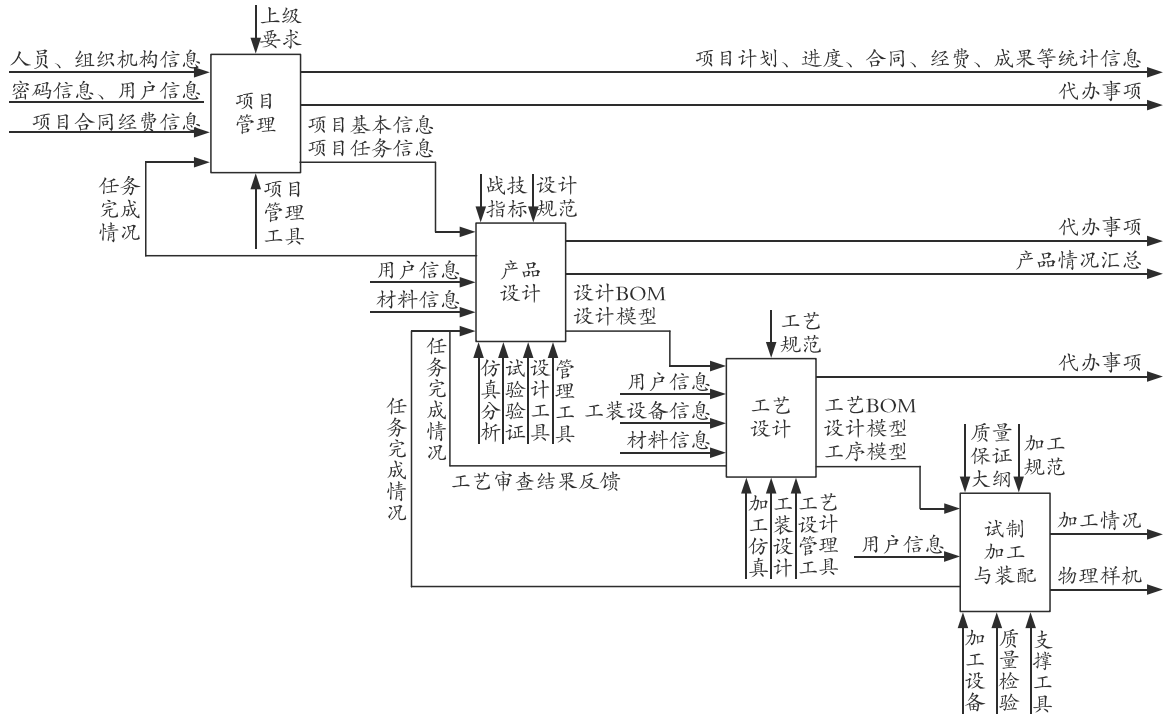 上级
要求
人员、组织机构信息
密码信息、用户信息
项目合同经费信息
项目
管理
项目计划、进度、合同、经费、成果等统计信息
代办事项
项目基本信息
项目任务信息
任务
完成
情况
项目
管理
工具
战技
指标
设计
规范
用户信息
材料信息
产品
设计
代办事项
产品情况汇总
设计BOM
设计模型
仿真分析
试验验证
设计工具
管理工具
任务完成情况
任务完成情况
工艺审查结果反馈
工艺
规范
用户信息
工装设备信息
材料信息
工艺
设计
代办事项
工艺BOM
设计模型
工序模型
加工仿真
工装设计
工艺
设计
管理
工具
质量
保证
大纲
加工
规范
用户信息
试制
加工
与装配
加工情况
物理样机
加工设备
质量检验
支撑工具